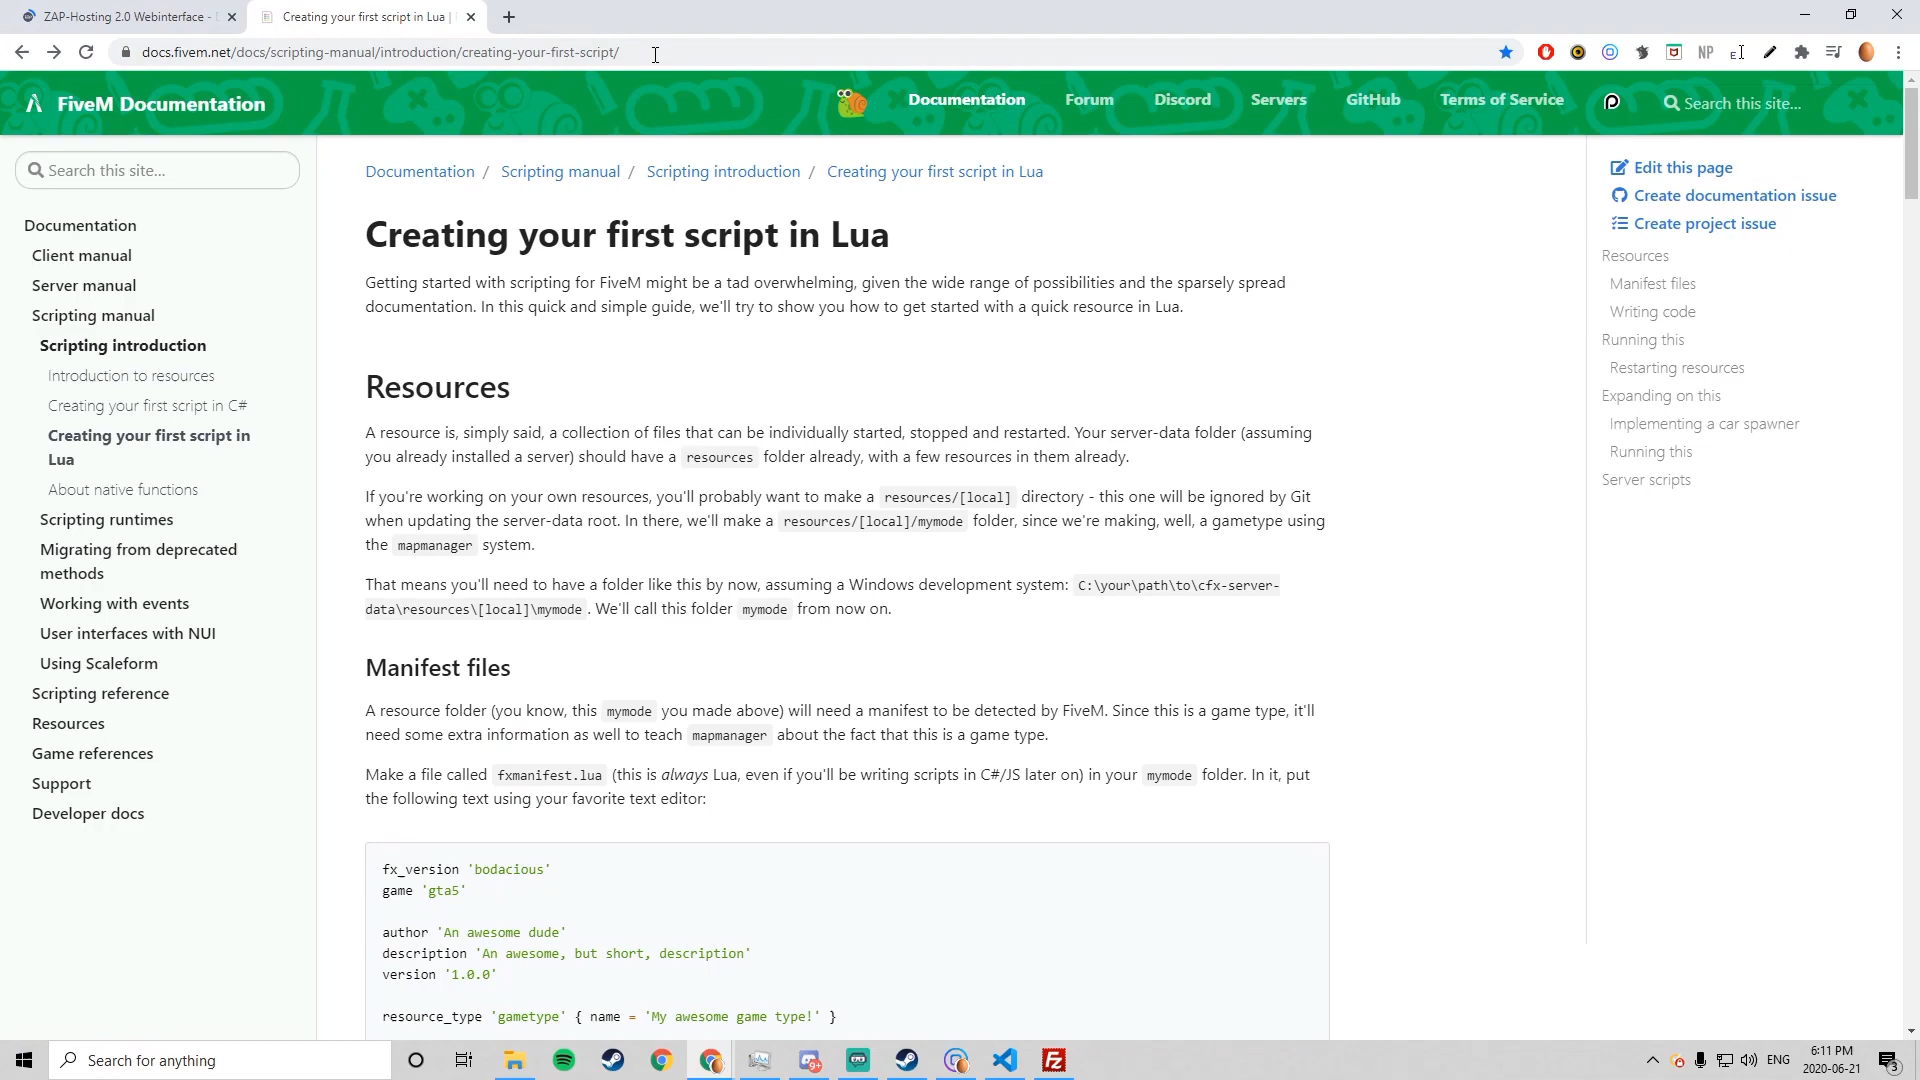 ZAP-Hosting 2.0 Webinterface -
Creating your first script in Lua |
docs.fivem.net/docs/scripting-manual/introduction/creating-your-first-script/
NP
FiveM Documentation
Documentation
Forum
Discord
Servers
GitHub
Terms of Service
Search this site...
Search this site...
Documentation
Client manual
Server manual
Scripting manual
Scripting introduction
Introduction to resources
Creating your first script in C#
Creating your first script in
Lua
About native functions
Scripting runtimes
Migrating from deprecated
methods
Working with events
User interfaces with NUI
Using Scaleform
Scripting reference
Resources
Game references
Support
Developer docs
Documentation / Scripting manual / Scripting introduction / Creating your first script in Lua
Creating your first script in Lua
Getting started with scripting for FiveM might be a tad overwhelming, given the wide range of possibilities and the sparsely spread
documentation. In this quick and simple guide, we'll try to show you how to get started with a quick resource in Lua.
Resources
A resource is, simply said, a collection of files that can be individually started, stopped and restarted. Your server-data folder (assuming
you already installed a server) should have a resources folder already, with a few resources in them already.
If you're working on your own resources, you'll probably want to make a resources/[local] directory - this one will be ignored by Git
when updating the server-data root. In there, we'll make a resources/[local]/mymode folder, since we're making, well, a gametype using
the mapmanager system.
That means you'll need to have a folder like this by now, assuming a Windows development system: C:\your\path\to\cfx-server-
data\resources\[local]\mymode . We'll call this folder mymode from now on.
Manifest files
A resource folder (you know, this mymode you made above) will need a manifest to be detected by FiveM. Since this is a game type, it'll
need some extra information as well to teach mapmanager about the fact that this is a game type.
Make a file called fxmanifest.lua (this is always Lua, even if you'll be writing scripts in C#/JS later on) in your mymode folder. In it, put
the following text using your favorite text editor:
fx_version 'bodacious'
game 'gta5'
author 'An awesome dude'
description 'An awesome, but short, description'
version '1.0.0'
resource_type 'gametype' { name = 'My awesome game type!' }
Edit this page
Create documentation issue
Create project issue
Resources
Manifest files
Writing code
Running this
Restarting resources
Expanding on this
Implementing a car spawner
Running this
Server scripts
Search for anything
9+
FZ
ENG
6:11 PM
2020-06-21
3